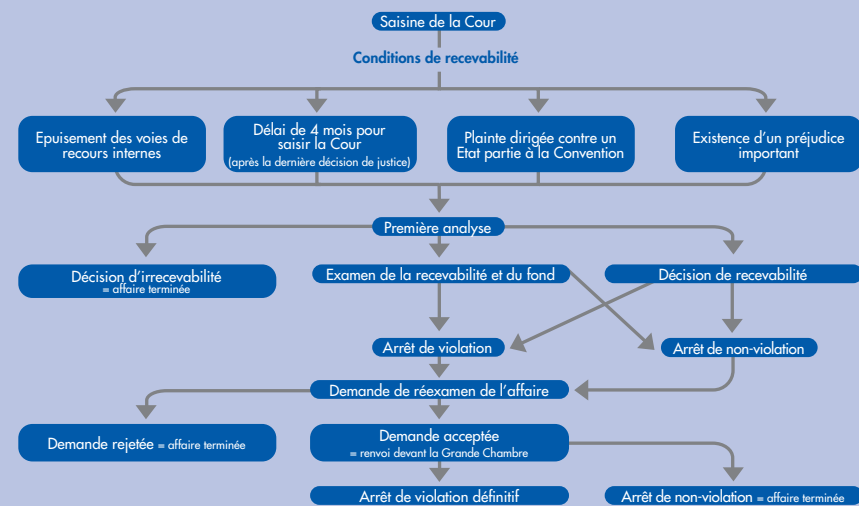 Saisine de la Cour
Conditions de recevabilité
Epuisement des voies de
recours internes
Délai de 4 mois pour
saisir la Cour
(après la dernière décision de justice)
Plainte dirigée contre un
Etat partie à la Convention
Existence d'un préjudice
important
Première analyse
Décision d'irrecevabilité
= affaire terminée
Examen de la recevabilité et du fond
Décision de recevabilité
Arrêt de violation
Arrêt de non-violation
Demande de réexamen de l'affaire
Demande rejetée = affaire terminée
Demande acceptée
= renvoi devant la Grande Chambre
Arrêt de violation définitif
Arrêt de non-violation = affaire terminée